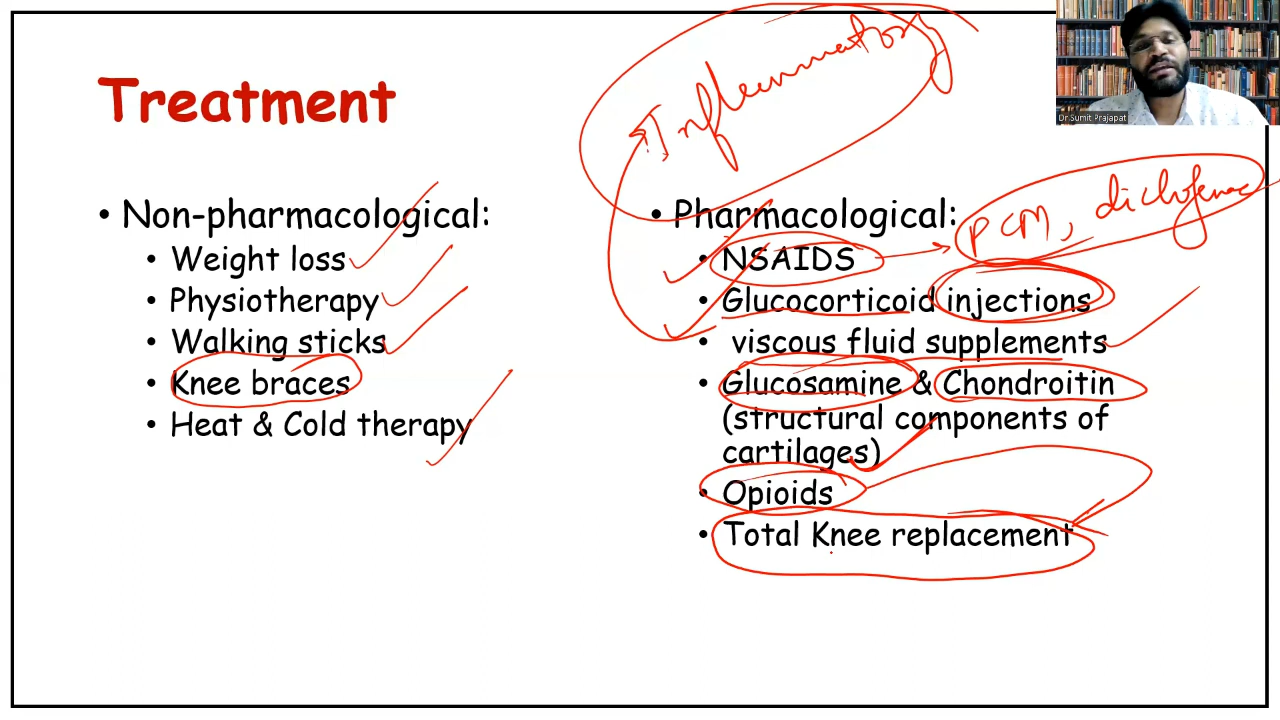 Inflammatory
Dr.Sumit Prajapat
Treatment
• Non-pharmacological:
• Weight loss
• Physiotherapy
• Walking sticks
• Knee braces
• Heat & Cold therapy
• Pharmacological:
• NSAIDS
PCM, diclofenac
• Glucocorticoid injections
• viscous fluid supplements
• Glucosamine & Chondroitin
(structural components of
cartilages)
• Opioids
• Total Knee replacement